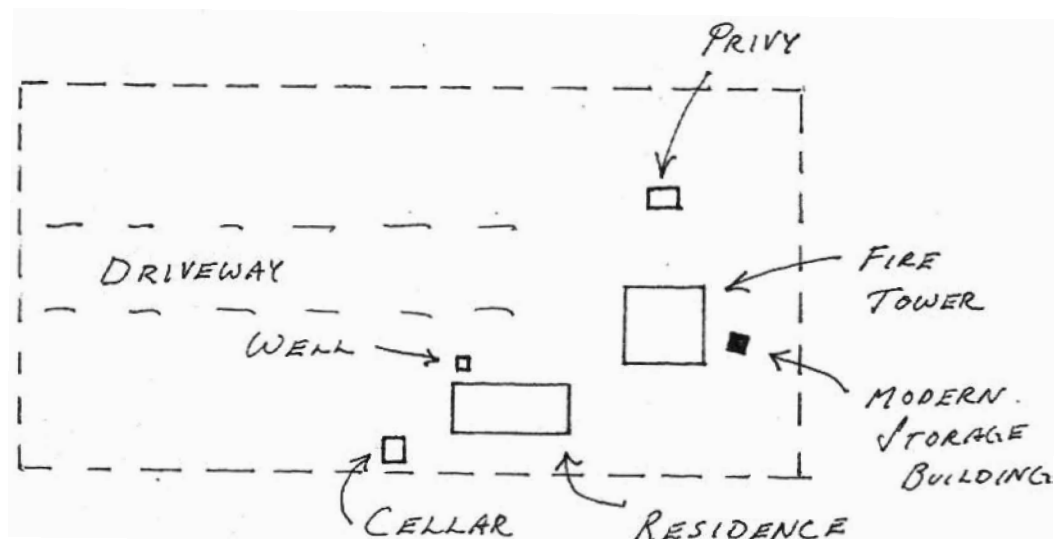 PRIVY
DRIVEWAY
FIRE
TOWER
WELL
MODERN
STORAGE
BUILDING
CELLAR
RESIDENCE